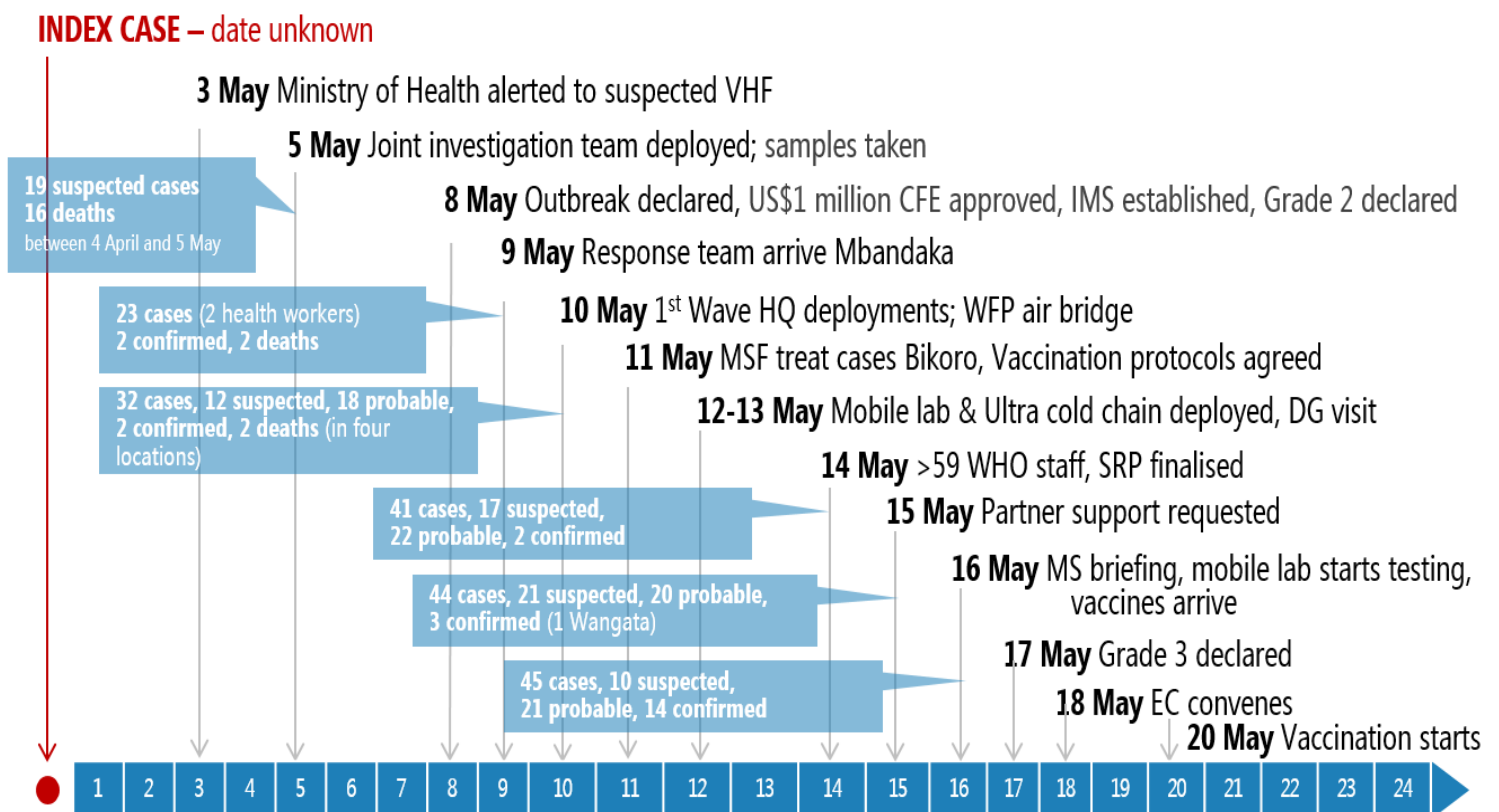 INDEX CASE – date unknown
3 May Ministry of Health alerted to suspected VHF
5 May Joint investigation team deployed; samples taken
19 suspected cases
16 deaths
between 4 April and 5 May
8 May Outbreak declared, US$1 million CFE approved, IMS established, Grade 2 declared
9 May Response team arrive Mbandaka
23 cases (2 health workers)
2 confirmed, 2 deaths
10 May 1st Wave HQ deployments; WFP air bridge
11 May MSF treat cases Bikoro, Vaccination protocols agreed
32 cases, 12 suspected, 18 probable,
2 confirmed, 2 deaths (in four
locations)
12-13 May Mobile lab & Ultra cold chain deployed, DG visit
14 May >59 WHO staff, SRP finalised
41 cases, 17 suspected,
22 probable, 2 confirmed
15 May Partner support requested
16 May MS briefing, mobile lab starts testing,
vaccines arrive
44 cases, 21 suspected, 20 probable,
3 confirmed (1 Wangata)
17 May Grade 3 declared
45 cases, 10 suspected,
21 probable, 14 confirmed
18 May EC convenes
20 May Vaccination starts
1 2 3 4 5 6 7 8 9 10 11 12 13 14 15 16 17 18 19 20 21 22 23 24